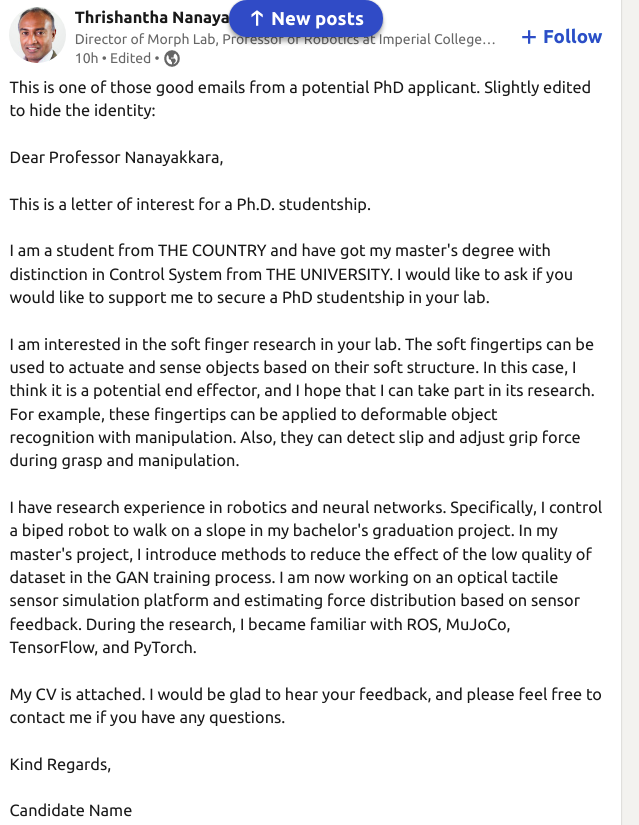 Thrishantha Nanaya
↑ New posts
Director of Morph Lab, Professor of Robotics at Imperial College...
+ Follow
10h • Edited •
This is one of those good emails from a potential PhD applicant. Slightly edited
to hide the identity:
Dear Professor Nanayakkara,
This is a letter of interest for a Ph.D. studentship.
I am a student from THE COUNTRY and have got my master's degree with
distinction in Control System from THE UNIVERSITY. I would like to ask if you
would like to support me to secure a PhD studentship in your lab.
I am interested in the soft finger research in your lab. The soft fingertips can be
used to actuate and sense objects based on their soft structure. In this case, I
think it is a potential end effector, and I hope that I can take part in its research.
For example, these fingertips can be applied to deformable object
recognition with manipulation. Also, they can detect slip and adjust grip force
during grasp and manipulation.
I have research experience in robotics and neural networks. Specifically, I control
a biped robot to walk on a slope in my bachelor's graduation project. In my
master's project, I introduce methods to reduce the effect of the low quality of
dataset in the GAN training process. I am now working on an optical tactile
sensor simulation platform and estimating force distribution based on sensor
feedback. During the research, I became familiar with ROS, MuJoCo,
TensorFlow, and PyTorch.
My CV is attached. I would be glad to hear your feedback, and please feel free to
contact me if you have any questions.
Kind Regards,
Candidate Name